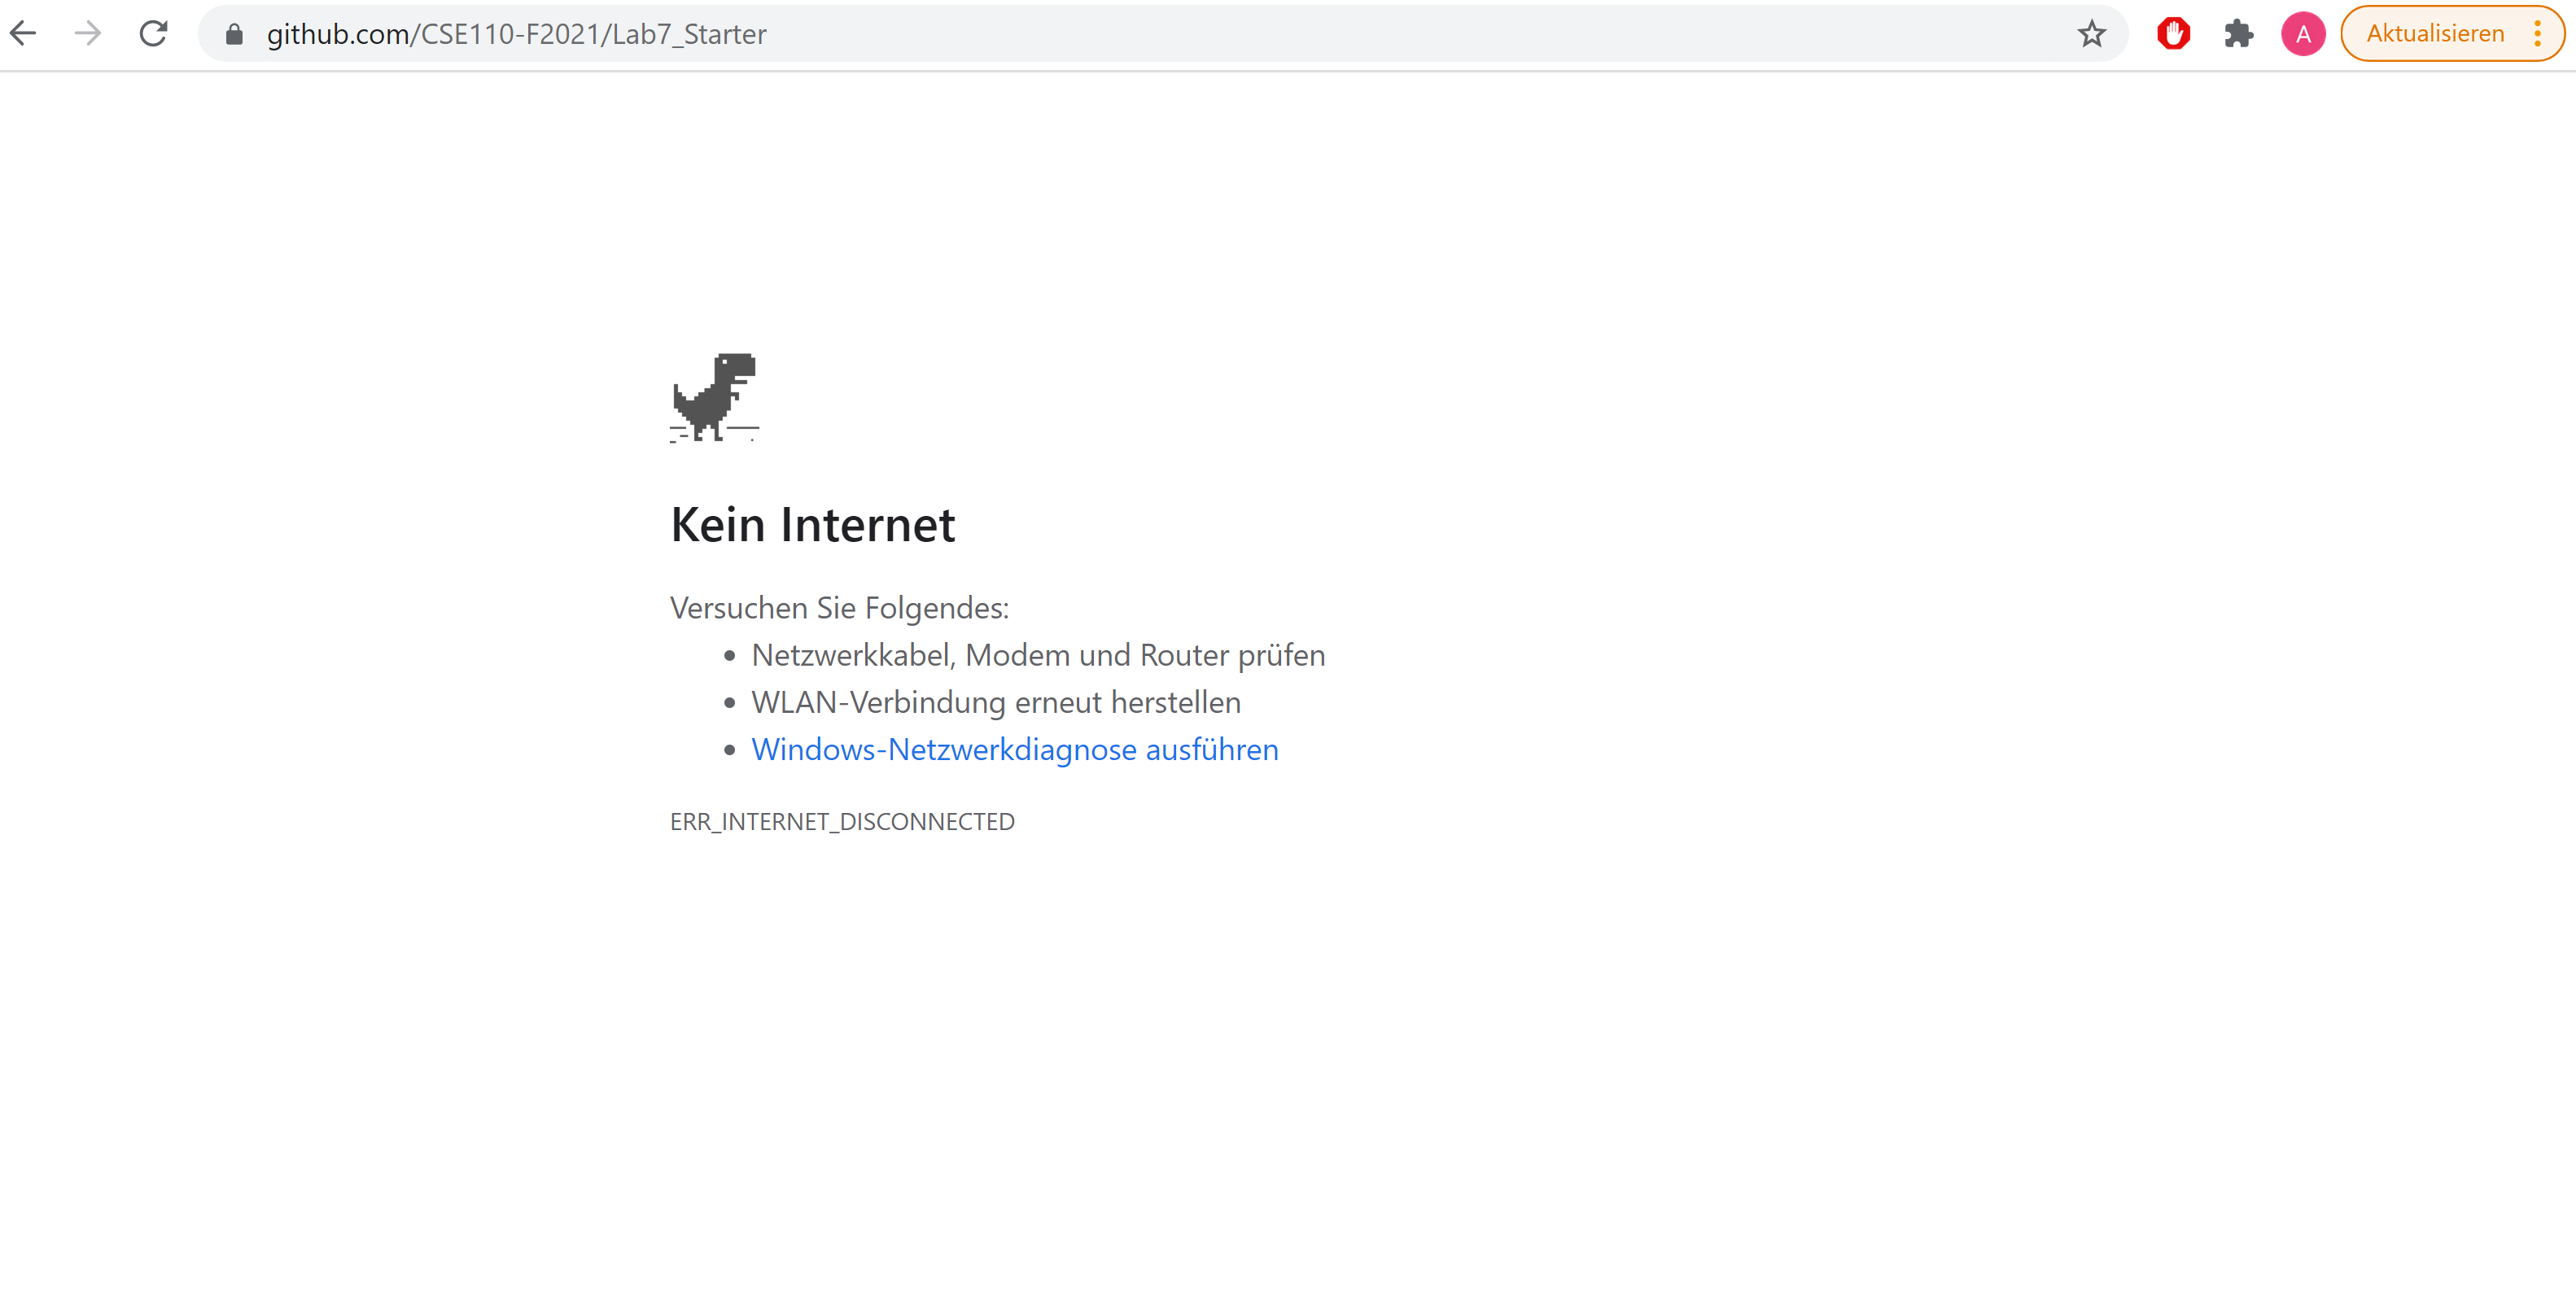 github.com/CSE110-F2021/Lab7_Starter
A
Aktualisieren
Kein Internet
Versuchen Sie Folgendes:
Netzwerkkabel, Modem und Router prüfen
WLAN-Verbindung erneut herstellen
Windows-Netzwerkdiagnose ausführen
ERR_INTERNET_DISCONNECTED